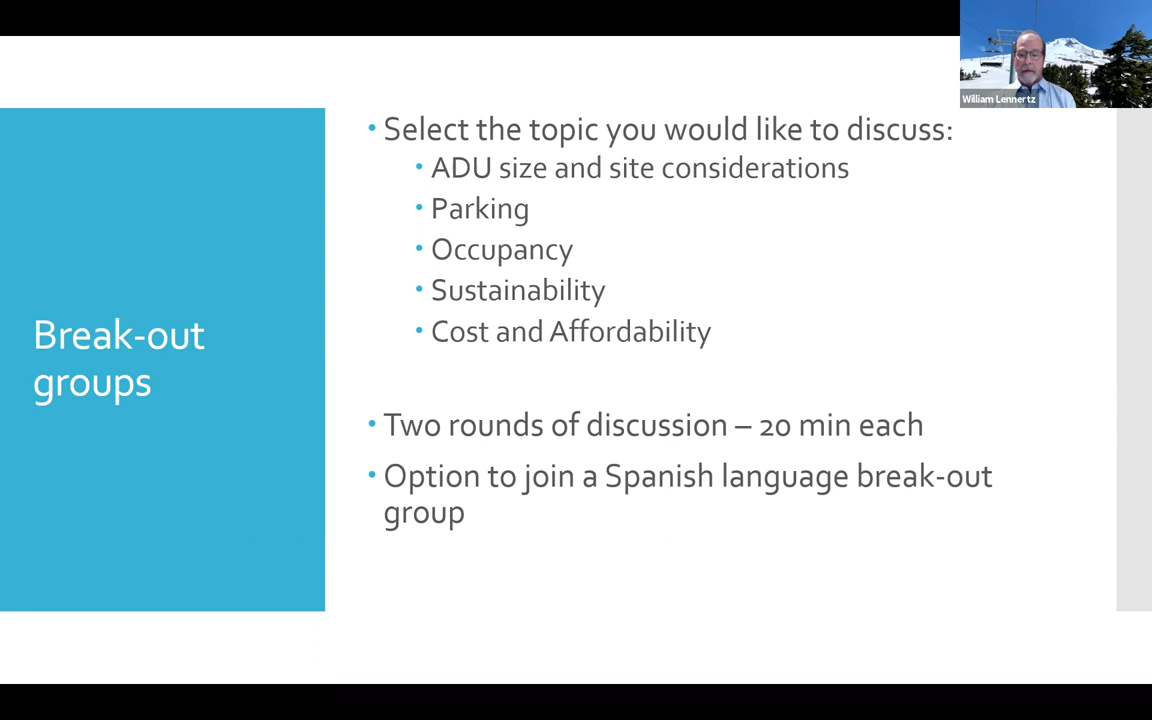 William Lennertz
Break-out
groups
• Select the topic you would like to discuss:
• ADU size and site considerations
• Parking
• Occupancy
• Sustainability
• Cost and Affordability
• Two rounds of discussion – 20 min each
• Option to join a Spanish language break-out
group